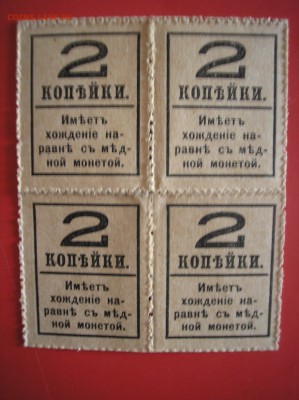 2 2
КОПѢЙКИ. КОПѢЙКИ.
Имѣетъ Имѣетъ
хожденіе на- хожденіе на-
равнѣ съ мѣд- равнѣ съ мѣд-
ной монетой. ной монетой.
2 2
КОПѢЙКИ. КОПѢЙКИ.
Имѣетъ Имѣетъ
хожденіе на- хожденіе на-
равнѣ съ мѣд- равнѣ съ мѣд-
ной монетой. ной монетой.